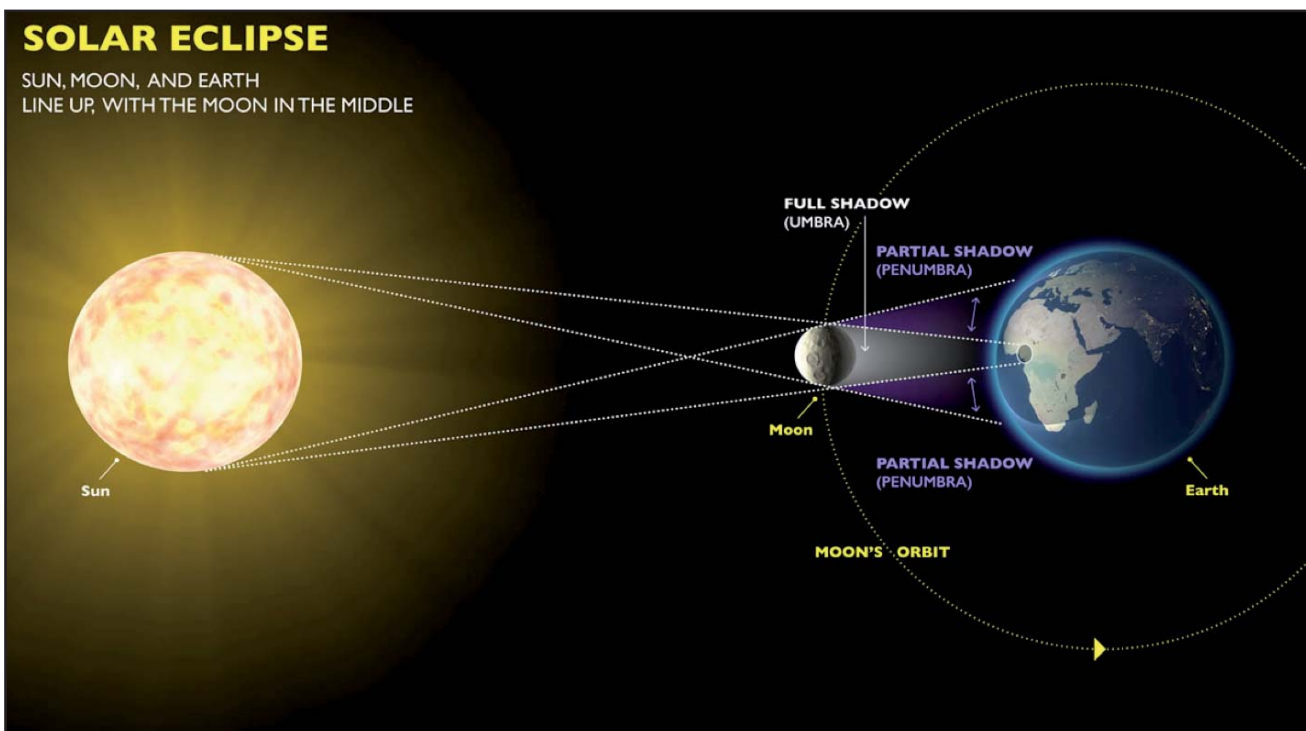 SOLAR ECLIPSE
SUN, MOON, AND EARTH
LINE UP, WITH THE MOON IN THE MIDDLE
FULL SHADOW
(UMBRA)
PARTIAL SHADOW
(PENUMBRA)
Moon
Sun
PARTIAL SHADOW
(PENUMBRA)
Earth
MOON'S ORBIT